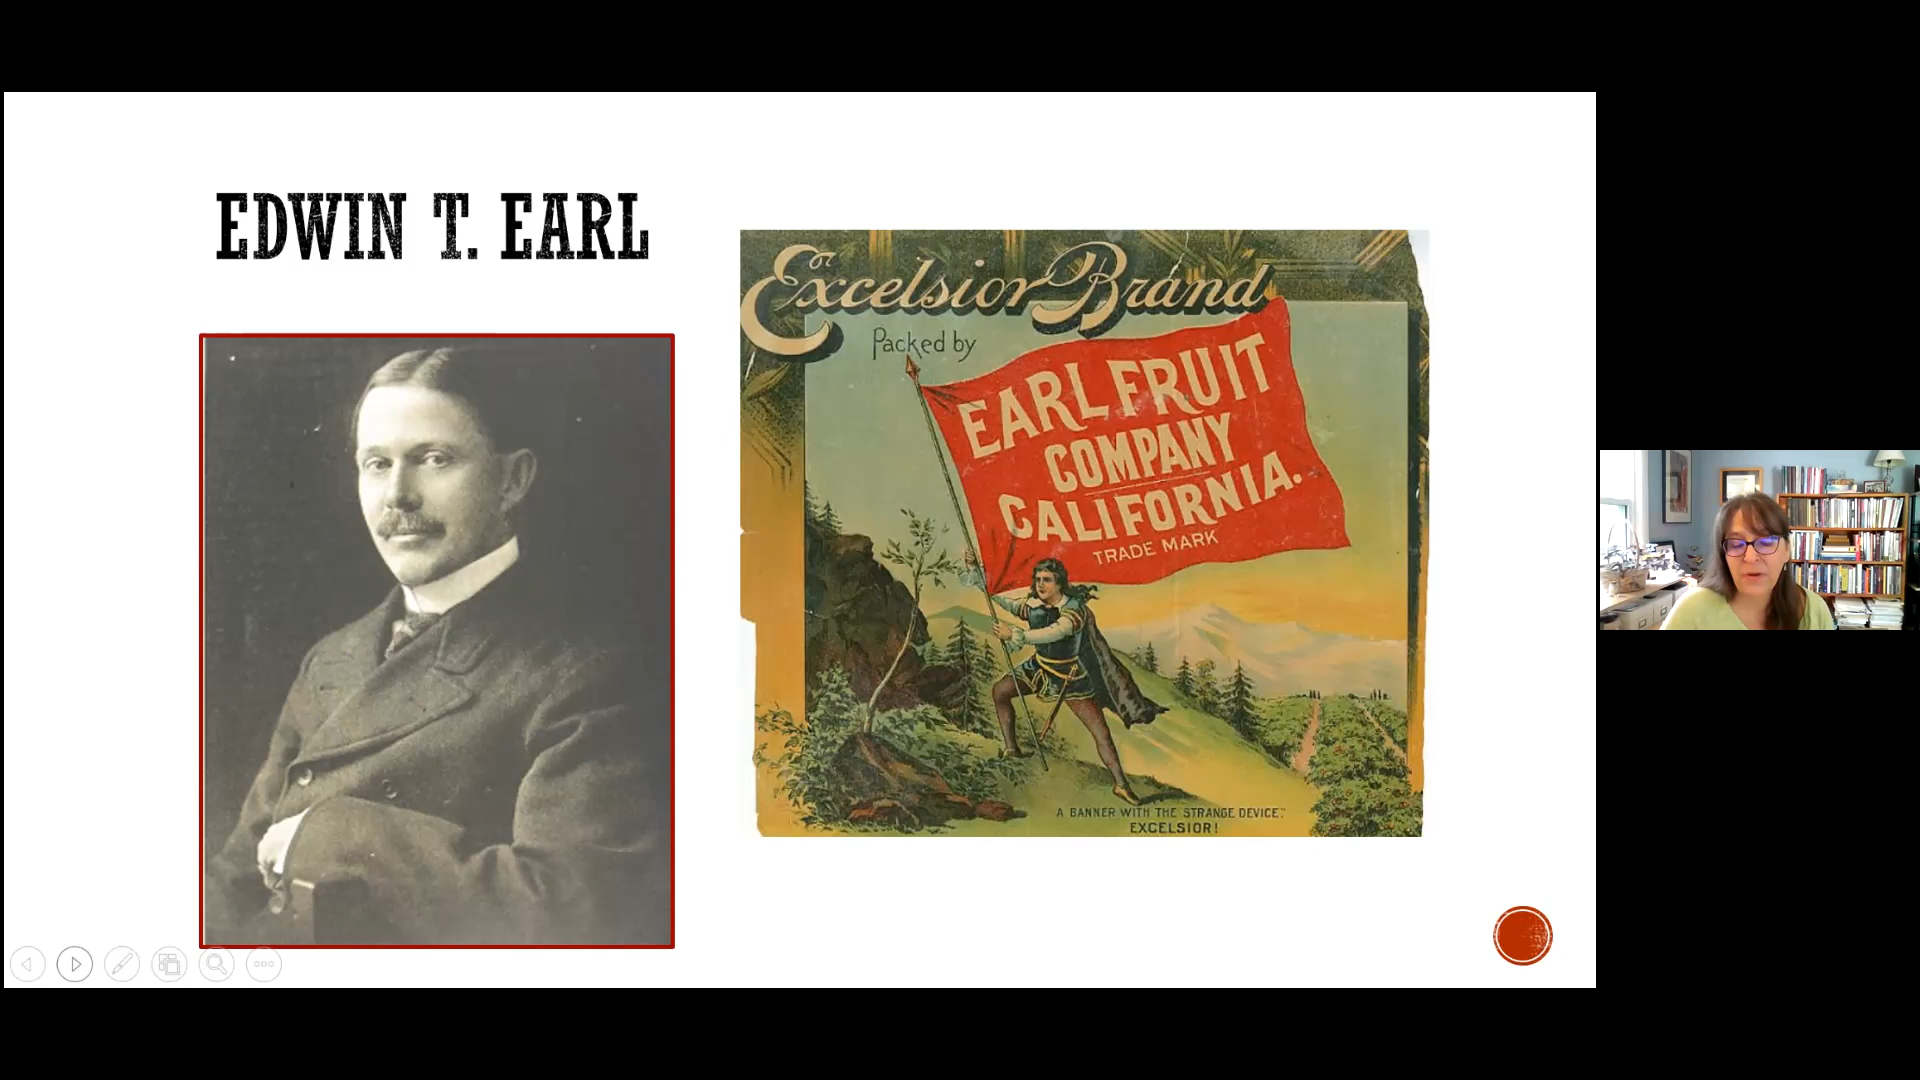 EDWIN T. EARL
Excelsior Brand
Packed by
EARL FRUIT
COMPANY
CALIFORNIA.
TRADE MARK
A BANNER WITH THE STRANGE DEVICE,"
EXCELSIOR!